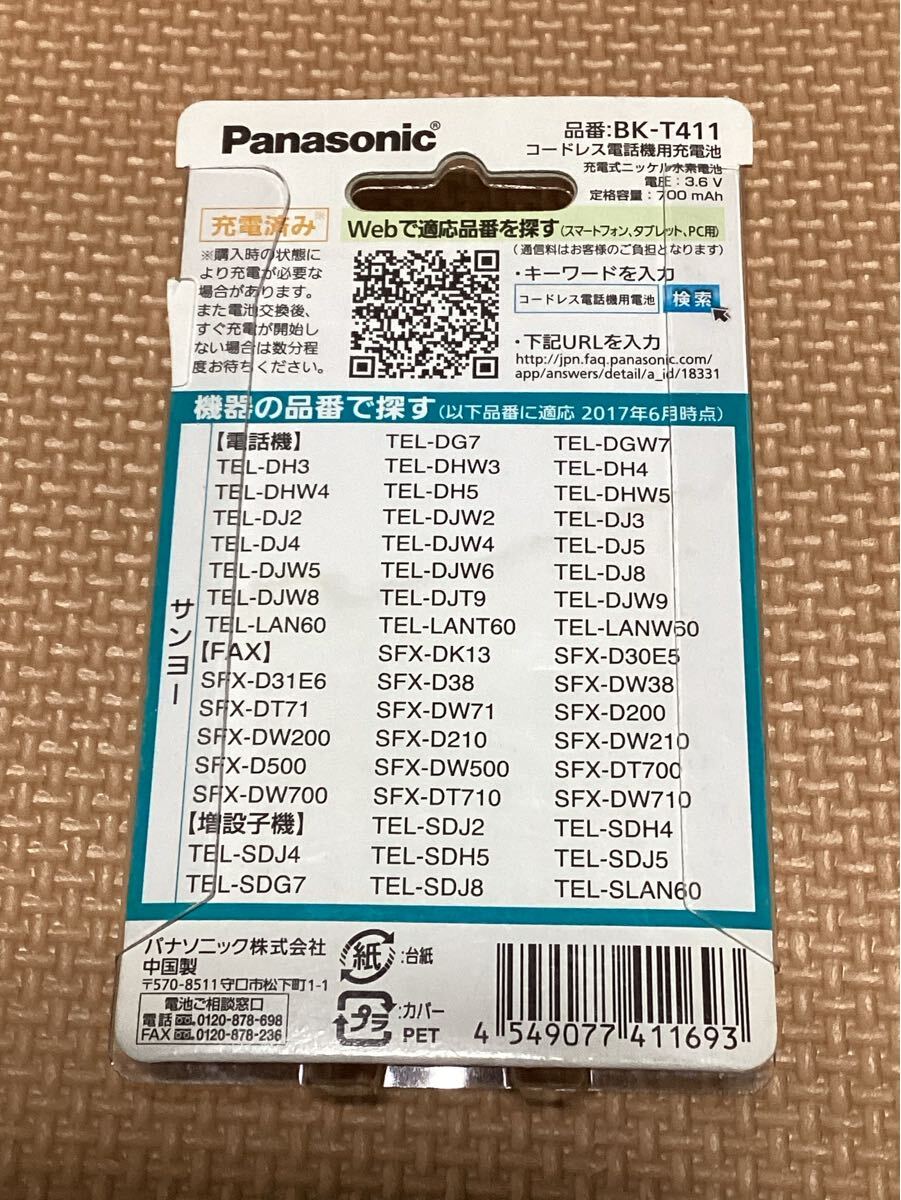 Panasonic®
品番:BK-T411
コードレス電話機用充電池
充電式ニッケル水素電池
電圧:3.6 V
定格容量:700 mAh
充電済み※
※購入時の状態に
より充電が必要な
場合があります。
また電池交換後、
すぐ充電が開始し
ない場合は数分程
度お待ちください。
Webで適応品番を探す(スマートフォン、タブレット、PC用)
(通信料はお客様のご負担となります)
・キーワードを入力
コードレス電話機用電池 検索
・下記URLを入力
http://jpn.faq.panasonic.com/
app/answers/detail/a_id/18331
機器の品番で探す(以下品番に適応 2017年6月時点)
サンヨー
【電話機】 TEL-DG7 TEL-DGW7
TEL-DH3 TEL-DHW3 TEL-DH4
TEL-DHW4 TEL-DH5 TEL-DHW5
TEL-DJ2 TEL-DJW2 TEL-DJ3
TEL-DJ4 TEL-DJW4 TEL-DJ5
TEL-DJW5 TEL-DJW6 TEL-DJ8
TEL-DJW8 TEL-DJT9 TEL-DJW9
TEL-LAN60 TEL-LANT60 TEL-LANW60
【FAX】 SFX-DK13 SFX-D30E5
SFX-D31E6 SFX-D38 SFX-DW38
SFX-DT71 SFX-DW71 SFX-D200
SFX-DW200 SFX-D210 SFX-DW210
SFX-D500 SFX-DW500 SFX-DT700
SFX-DW700 SFX-DT710 SFX-DW710
【増設子機】 TEL-SDJ2 TEL-SDH4
TEL-SDJ4 TEL-SDH5 TEL-SDJ5
TEL-SDG7 TEL-SDJ8 TEL-SLAN60
パナソニック株式会社
中国製
〒570-8511 守口市松下町1-1
電池ご相談窓口
電話 0120-878-698
FAX 0120-878-236
紙 :台紙
プラ :カバー
PET
4 549077 411693